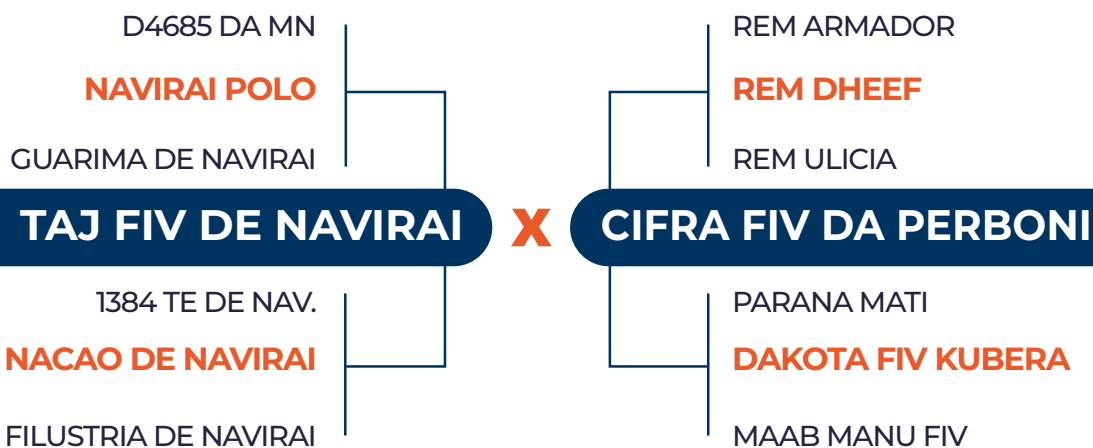 D4685 DA MN
NAVIRAI POLO
GUARIMA DE NAVIRAI
REM ARMADOR
REM DHEEF
REM ULICIA
TAJ FIV DE NAVIRAI X CIFRA FIV DA PERBONI
1384 TE DE NAV.
NACAO DE NAVIRAI
FILUSTRIA DE NAVIRAI
PARANA MATI
DAKOTA FIV KUBERA
MAAB MANU FIV